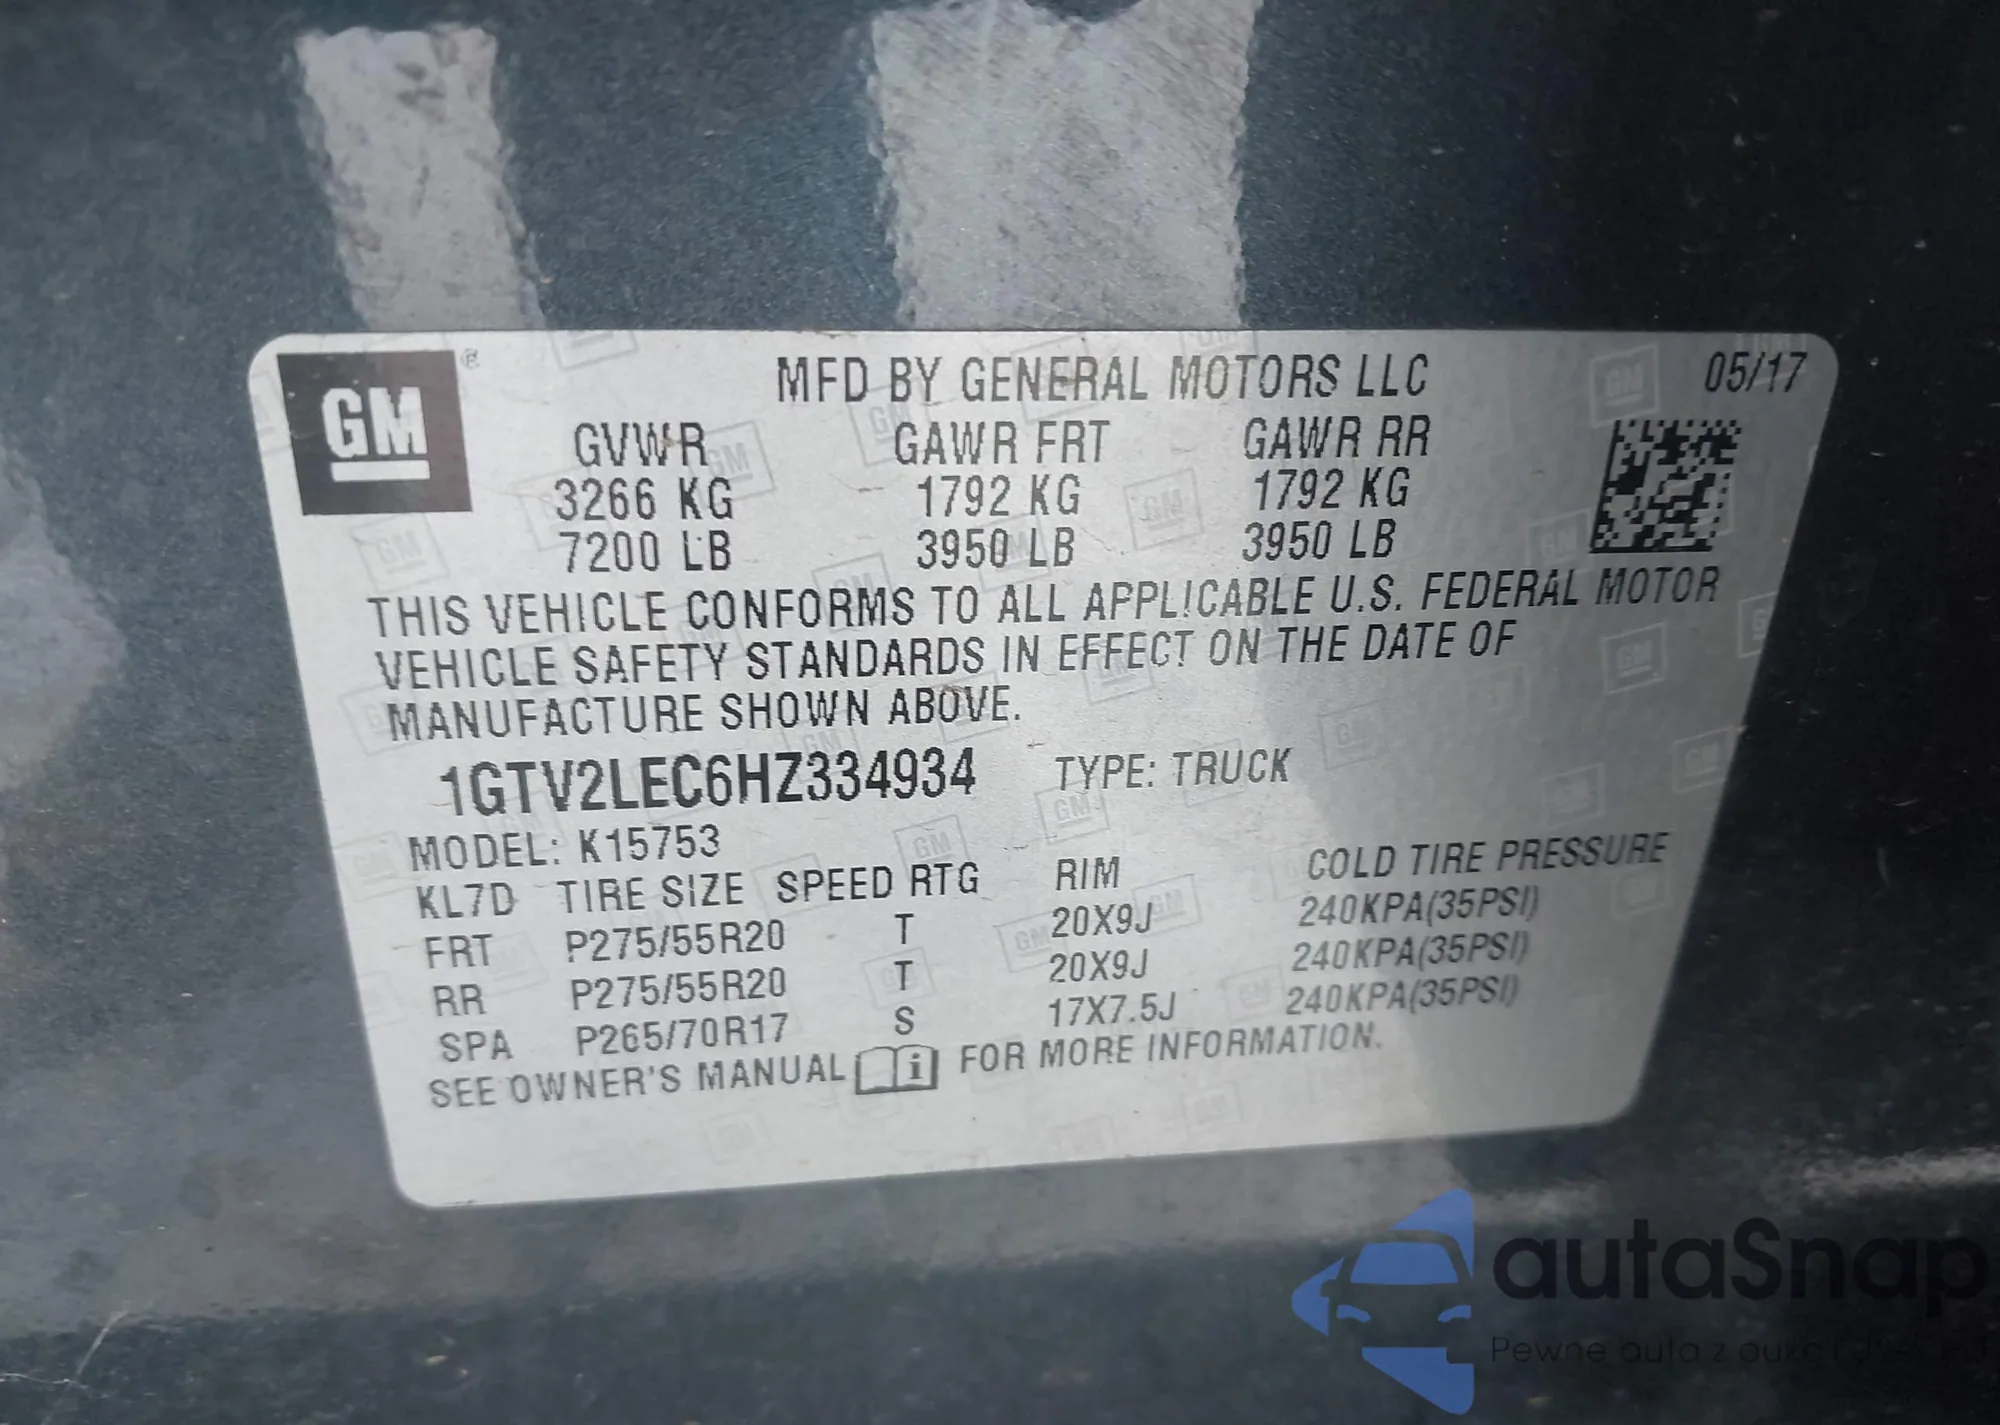 GM ®
MFD BY GENERAL MOTORS LLC 05/17
GVWR GAWR FRT GAWR RR
3266 KG 1792 KG 1792 KG
7200 LB 3950 LB 3950 LB
THIS VEHICLE CONFORMS TO ALL APPLICABLE U.S. FEDERAL MOTOR
VEHICLE SAFETY STANDARDS IN EFFECT ON THE DATE OF
MANUFACTURE SHOWN ABOVE.
1GTV2LEC6HZ334934 TYPE: TRUCK
MODEL: K15753
KL7D TIRE SIZE SPEED RTG RIM COLD TIRE PRESSURE
FRT P275/55R20 T 20X9J 240KPA(35PSI)
RR P275/55R20 T 20X9J 240KPA(35PSI)
SPA P265/70R17 S 17X7.5J 240KPA(35PSI)
SEE OWNER'S MANUAL i FOR MORE INFORMATION.
autaSnap
Pewne auta z